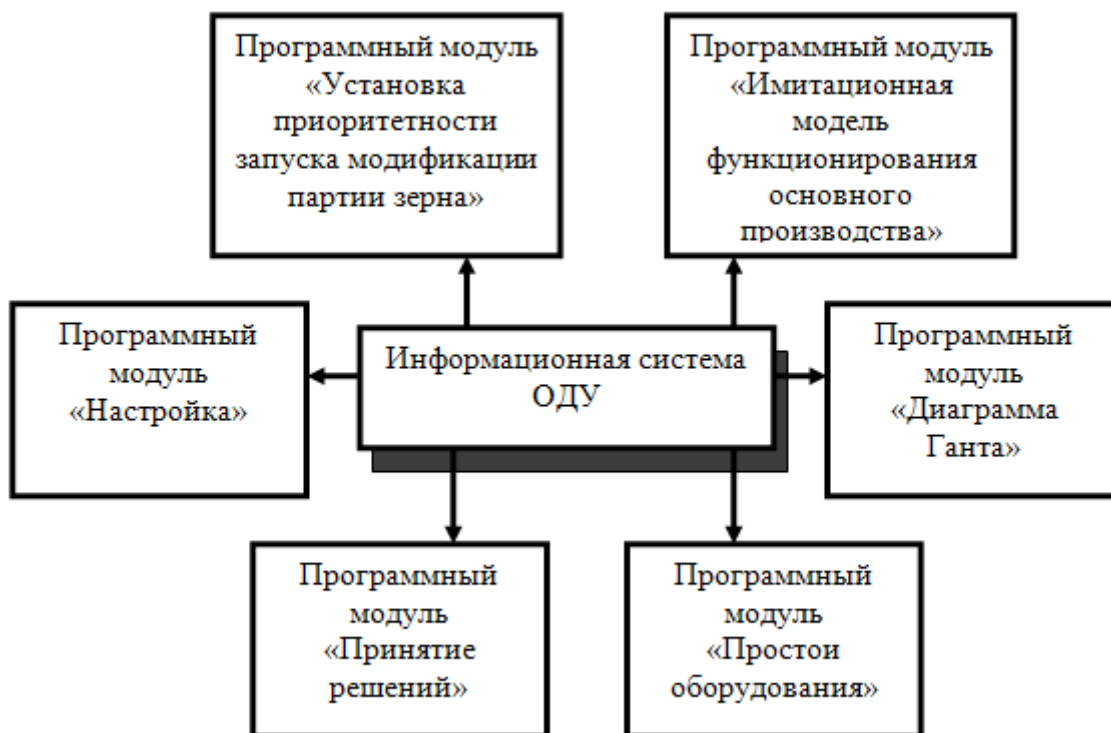 Программный модуль
«Установка
приоритетности
запуска модификации
партии зерна»
Программный модуль
«Имитационная
модель
функционирования
основного
производства»
Программный
модуль
«Настройка»
Информационная система
ОДУ
Программный
модуль
«Диаграмма
Ганта»
Программный
модуль
«Принятие
решений»
Программный
модуль
«Простои
оборудования»